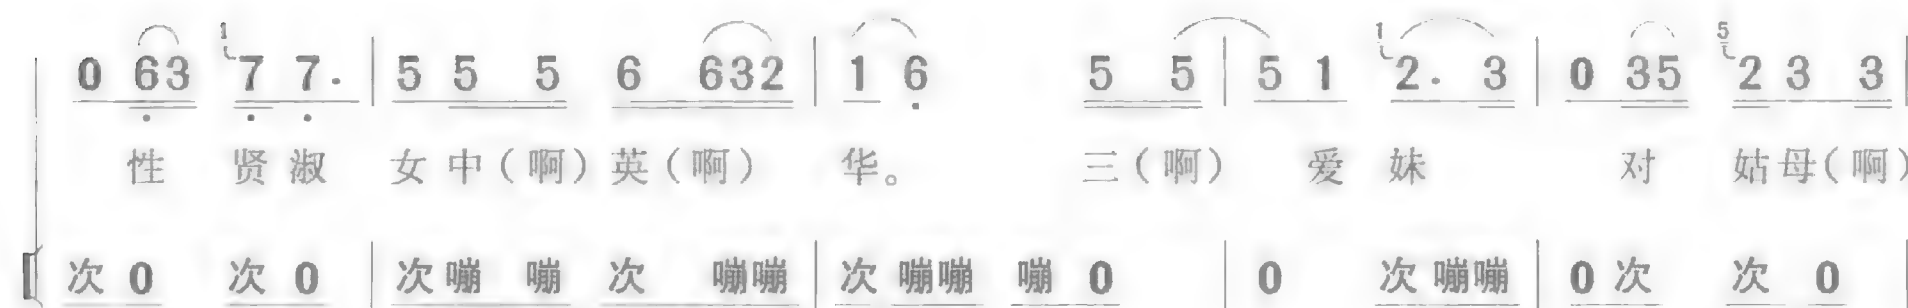 0 63 1 7 7. | 5 5 5 6 632 | 1 6 5 5 | 5 1 1 2. 3 | 0 35 5 2 3 3 |
性 贤 淑 女 中(啊)英(啊) 华。 三(啊) 爱 妹 对 姑母(啊)
次 0 次 0 | 次嘣 嘣 次 嘣嘣 | 次 嘣嘣 嘣 0 | 0 次 嘣嘣 | 0 次 次 0 |